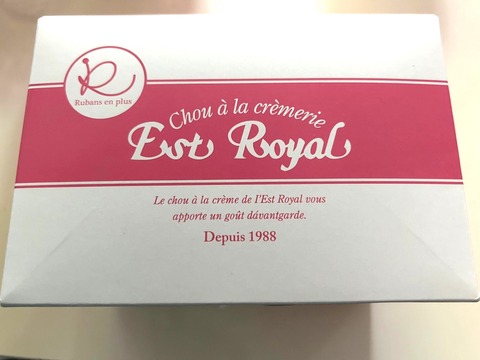 R
Rubans en plus
Chou à la crèmerie
Est Royal
Le chou à la crème de I'Est Royal vous
apporte un goût dávantgarde.
Depuis 1988